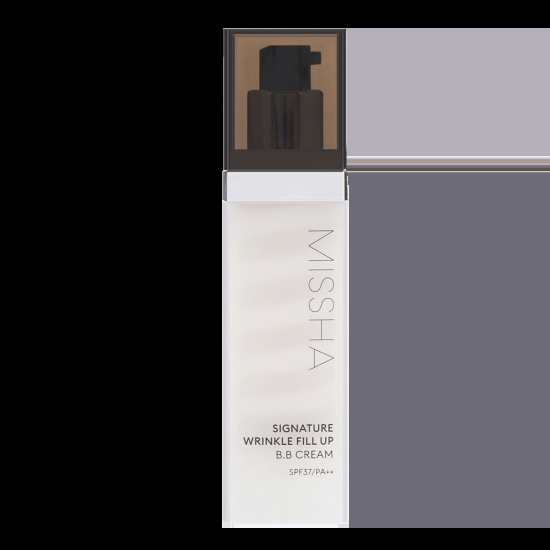 MISSHA
SIGNATURE
WRINKLE FILL UP
B.B CREAM
SPF37/PA++